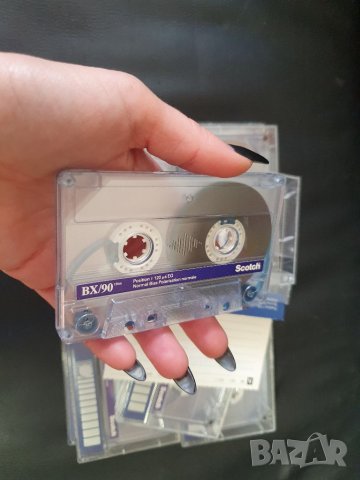 BX/90
Position I 120 µs EQ
Normal Bias Polarisation normale
Scotch
BAZAR